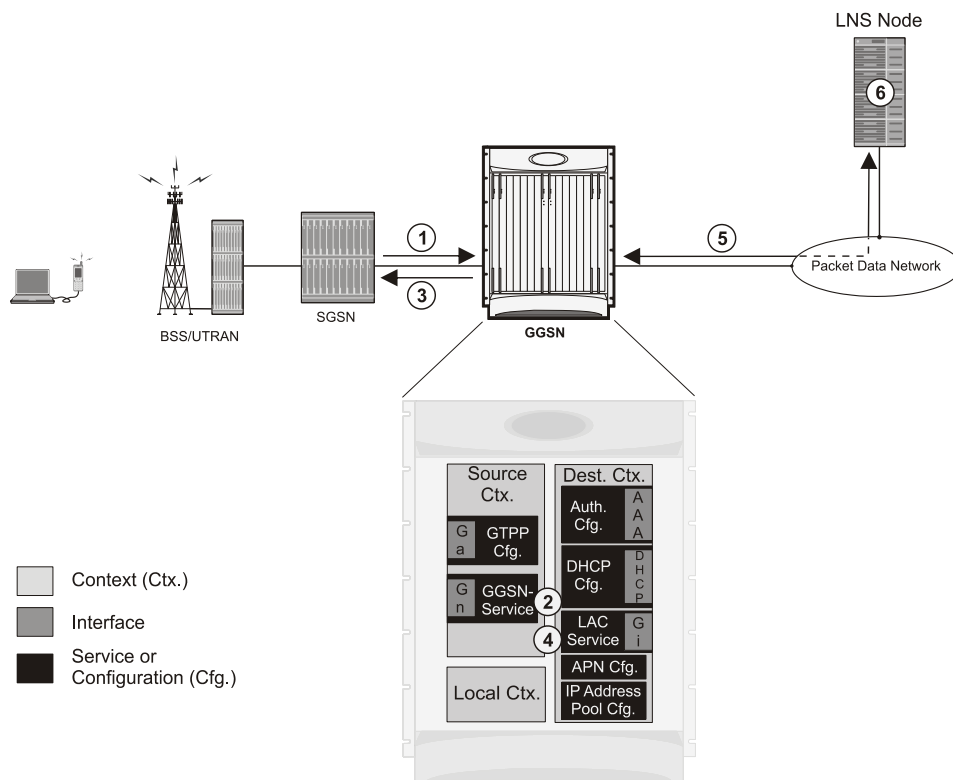 LNS Node
6
1
5
3
Packet Data Network
SGSN
BSS/UTRAN
GGSN
Source
Ctx.
G
a
GTPP
Cfg.
G
n
GGSN-
Service
Local Ctx.
Dest. Ctx.
Auth.
Cfg.
A
A
A
DHCP
Cfg.
D
H
C
P
2
LAC
Service
G
i
4
APN Cfg.
IP Address
Pool Cfg.
Context (Ctx.)
Interface
Service or
Configuration (Cfg.)